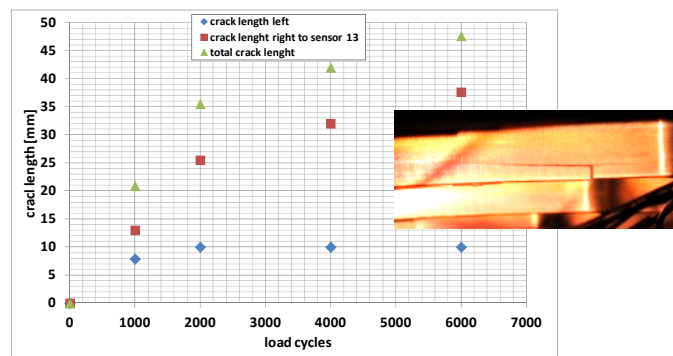 crack length left
crack lenght right to sensor 13
total crack lenght
50
45
40
35
30
25
20
15
10
5
0
cracl length [mm]
0 1000 2000 3000 4000 5000 6000 7000
load cycles